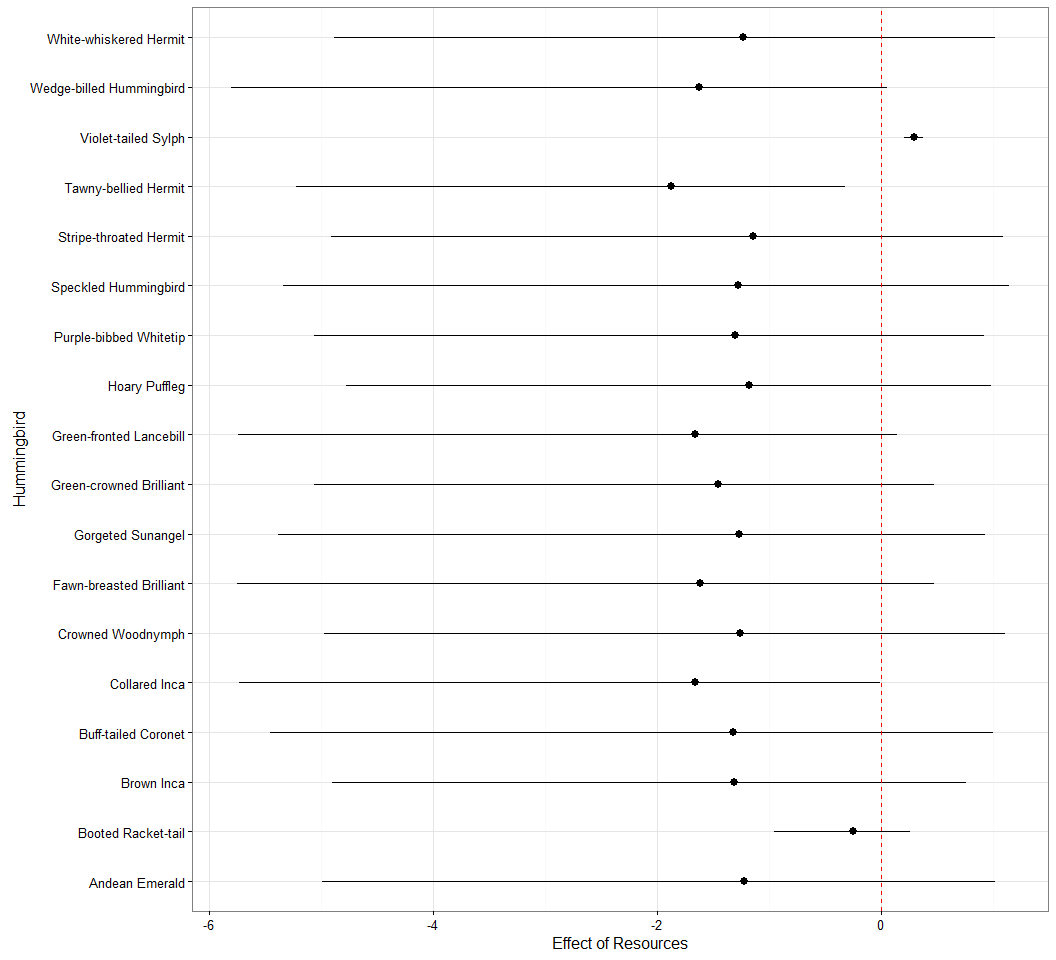 White-whiskered Hermit
Wedge-billed Hummingbird
Violet-tailed Sylph
Tawny-bellied Hermit
Stripe-throated Hermit
Speckled Hummingbird
Purple-bibbed Whitetip
Hoary Puffleg
Green-fronted Lancebill
Green-crowned Brilliant
Gorgeted Sunangel
Fawn-breasted Brilliant
Crowned Woodnymph
Collared Inca
Buff-tailed Coronet
Brown Inca
Booted Racket-tail
Andean Emerald
Hummingbird
-6 -4 -2 0
Effect of Resources